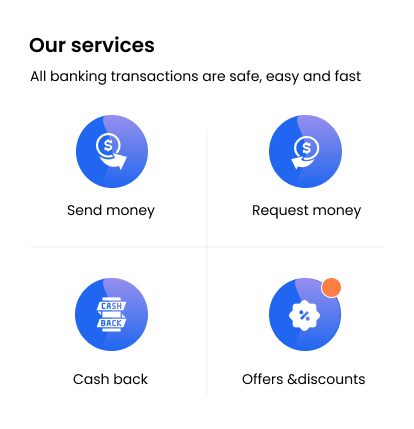 Our services
All banking transactions are safe, easy and fast
$
$
Send money
Request money
CASH
BACK
%
Cash back
Offers &discounts